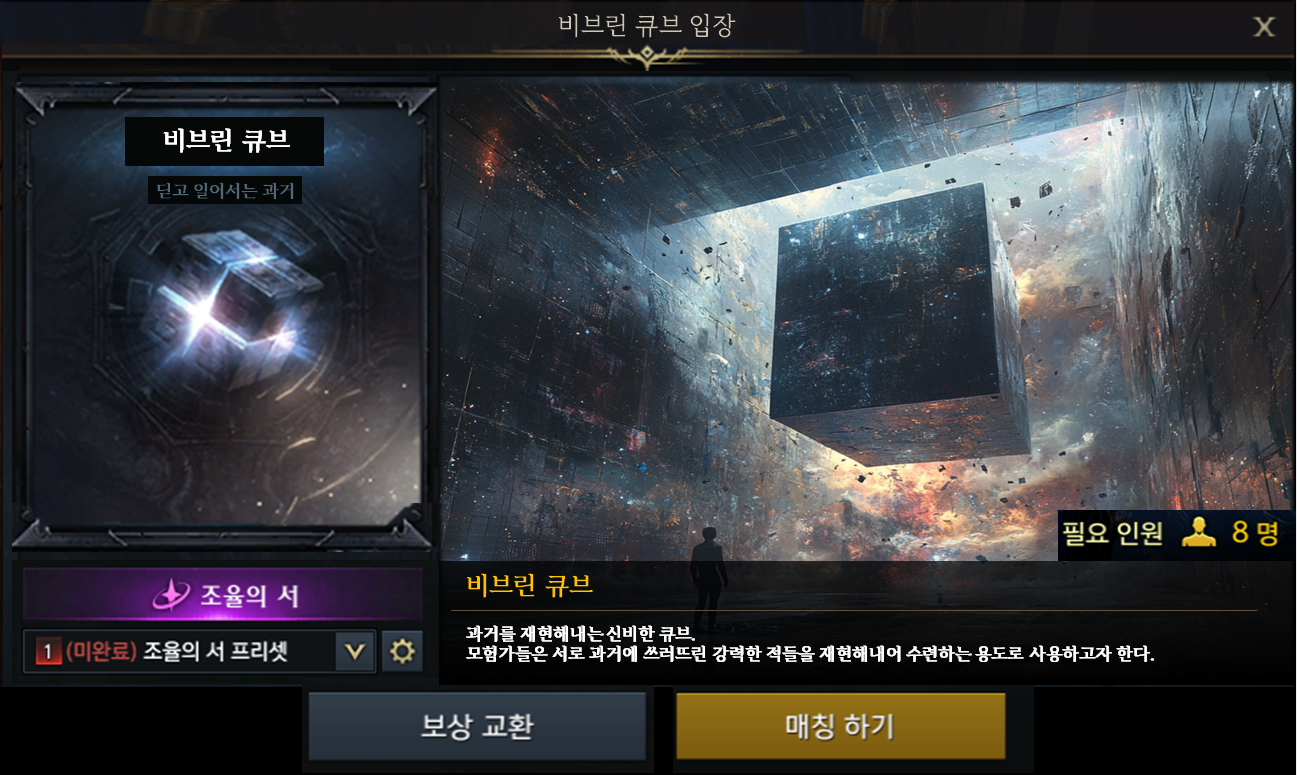 비브린 큐브 입장
X
비브린 큐브
딛고 일어서는 과거
필요 인원 8 명
조율의 서
1 (미완료) 조율의 서 프리셋
비브린 큐브
과거를 재현해내는 신비한 큐브.
모험가들은 서로 과거에 쓰러뜨린 강력한 적들을 재현해내어 수련하는 용도로 사용하고자 한다.
보상 교환
매칭 하기